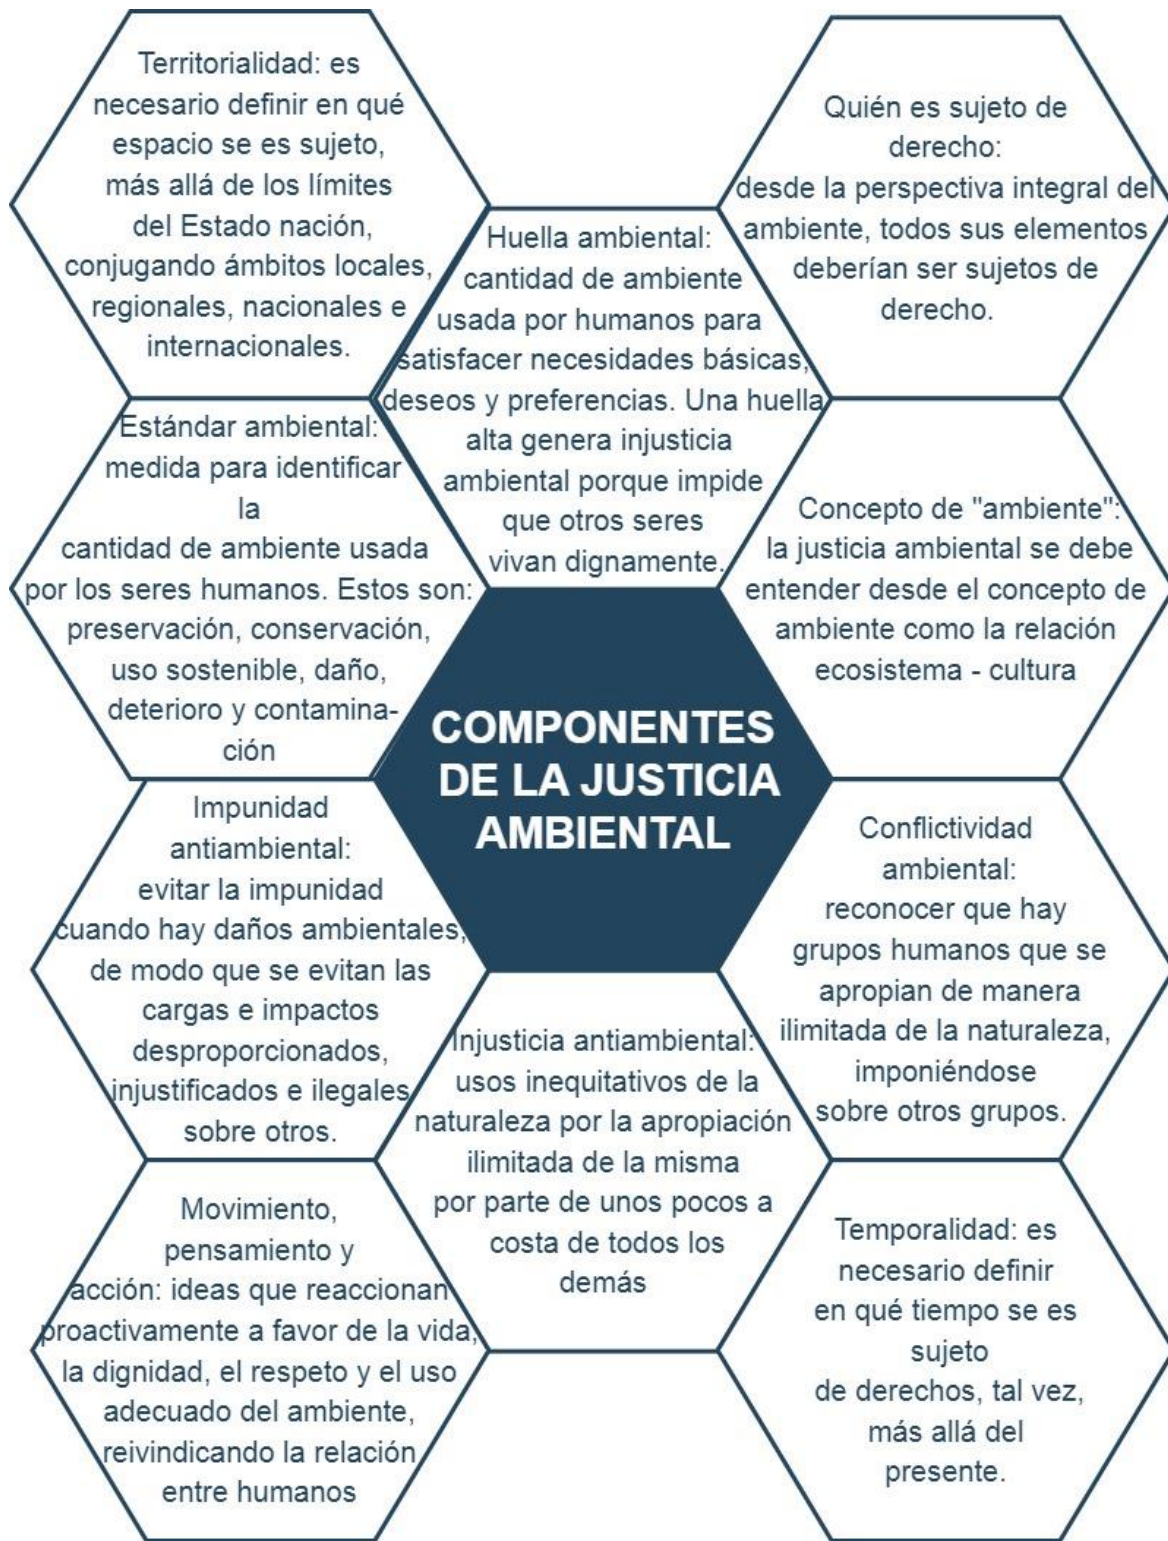 Territorialidad: es
necesario definir en qué
espacio se es sujeto,
más allá de los límites
del Estado nación,
conjugando ámbitos locales,
regionales, nacionales e
internacionales.
Quién es sujeto de
derecho:
desde la perspectiva integral del
ambiente, todos sus elementos
deberían ser sujetos de
derecho.
Huella ambiental:
cantidad de ambiente
usada por humanos para
satisfacer necesidades básicas,
deseos y preferencias. Una huella
alta genera injusticia
ambiental porque impide
que otros seres
vivan dignamente.
Estándar ambiental:
medida para identificar
la
cantidad de ambiente usada
por los seres humanos. Estos son:
preservación, conservación,
uso sostenible, daño,
deterioro y contamina-
ción
Concepto de "ambiente":
la justicia ambiental se debe
entender desde el concepto de
ambiente como la relación
ecosistema - cultura
COMPONENTES
DE LA JUSTICIA
AMBIENTAL
Impunidad
antiambiental:
evitar la impunidad
cuando hay daños ambientales,
de modo que se evitan las
cargas e impactos
desproporcionados,
injustificados e ilegales
sobre otros.
Conflictividad
ambiental:
reconocer que hay
grupos humanos que se
apropian de manera
ilimitada de la naturaleza,
imponiéndose
sobre otros grupos.
Injusticia antiambiental:
usos inequitativos de la
naturaleza por la apropiación
ilimitada de la misma
por parte de unos pocos a
costa de todos los
demás
Movimiento,
pensamiento y
acción: ideas que reaccionan
proactivamente a favor de la vida,
la dignidad, el respeto y el uso
adecuado del ambiente,
reivindicando la relación
entre humanos
Temporalidad: es
necesario definir
en qué tiempo se es
sujeto
de derechos, tal vez,
más allá del
presente.